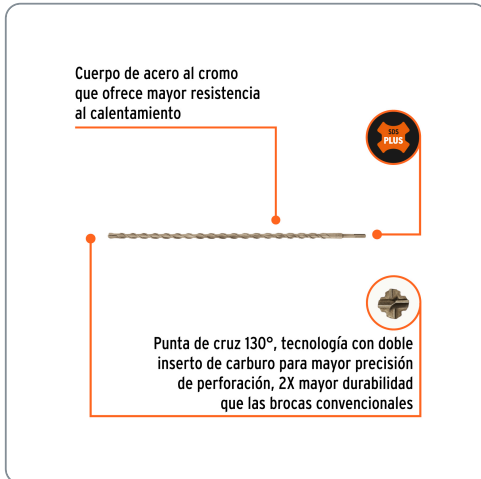 Cuerpo de acero al cromo
que ofrece mayor resistencia
al calentamiento
SDS
PLUS
Punta de cruz 130°, tecnología con doble
inserto de carburo para mayor precisión
de perforación, 2X mayor durabilidad
que las brocas convencionales